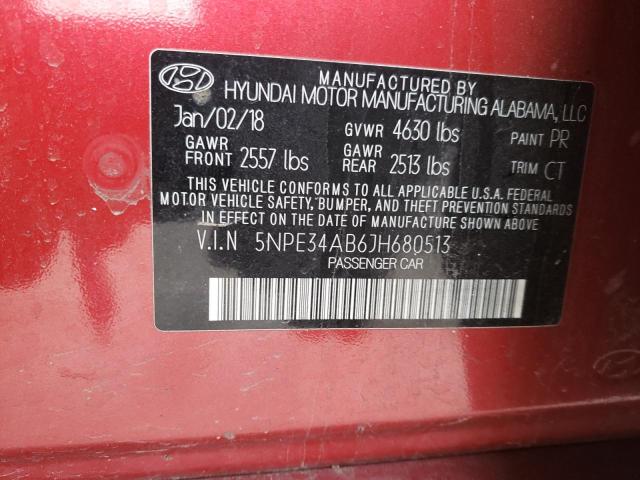 MANUFACTURED BY
HYUNDAI MOTOR MANUFACTURING ALABAMA, LLC
Jan/02/18 GVWR 4630 lbs PAINT PR
GAWR FRONT 2557 lbs GAWR REAR 2513 lbs TRIM CT
THIS VEHICLE CONFORMS TO ALL APPLICABLE U.S.A. FEDERAL
MOTOR VEHICLE SAFETY, BUMPER, AND THEFT PREVENTION STANDARDS
IN EFFECT ON THE DATE OF MANUFACTURE SHOWN ABOVE
V.I.N 5NPE34AB6JH680513
PASSENGER CAR